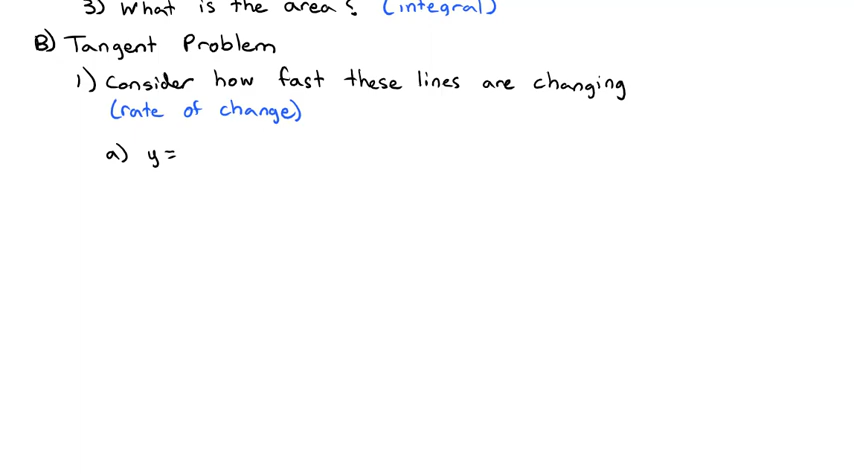 3) What is the area? (integral)
B) Tangent Problem
1) Consider how fast these lines are changing
(rate of change)
a) y =